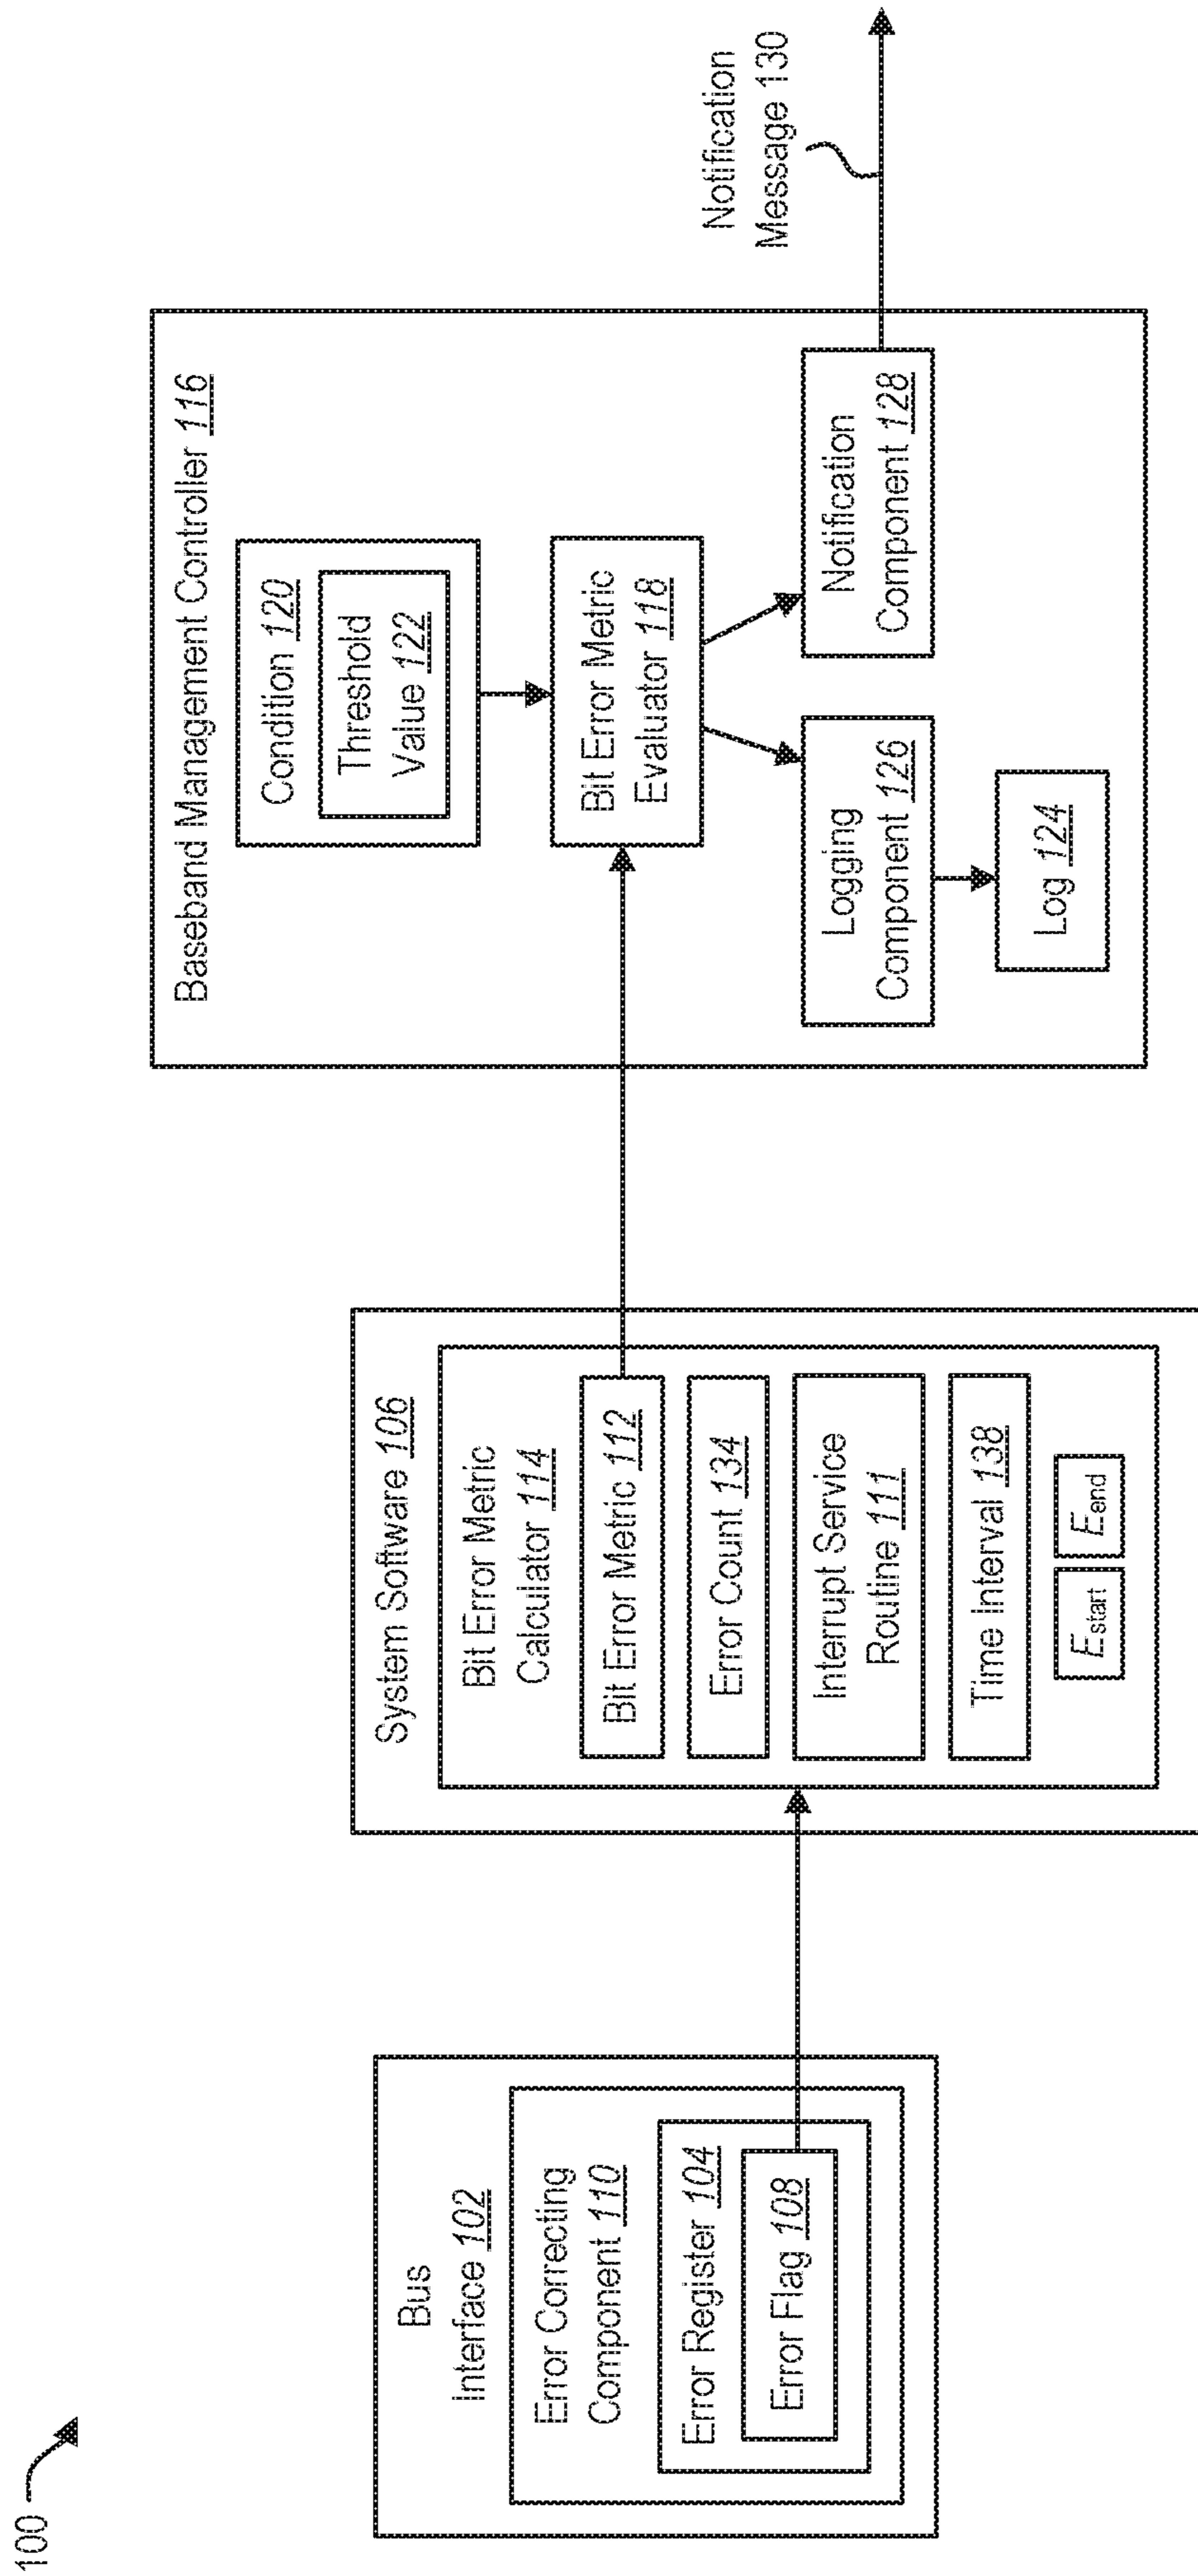 100
Bus
Interface 102
Error Correcting
Component 110
Error Register 104
Error Flag 108
System Software 106
Bit Error Metric
Calculator 114
Bit Error Metric 112
Error Count 134
Interrupt Service
Routine 111
Time Interval 138
Estart
Eend
Baseband Management Controller 116
Condition 120
Threshold
Value 122
Bit Error Metric
Evaluator 118
Logging
Component 126
Log 124
Notification
Component 128
Notification
Message 130